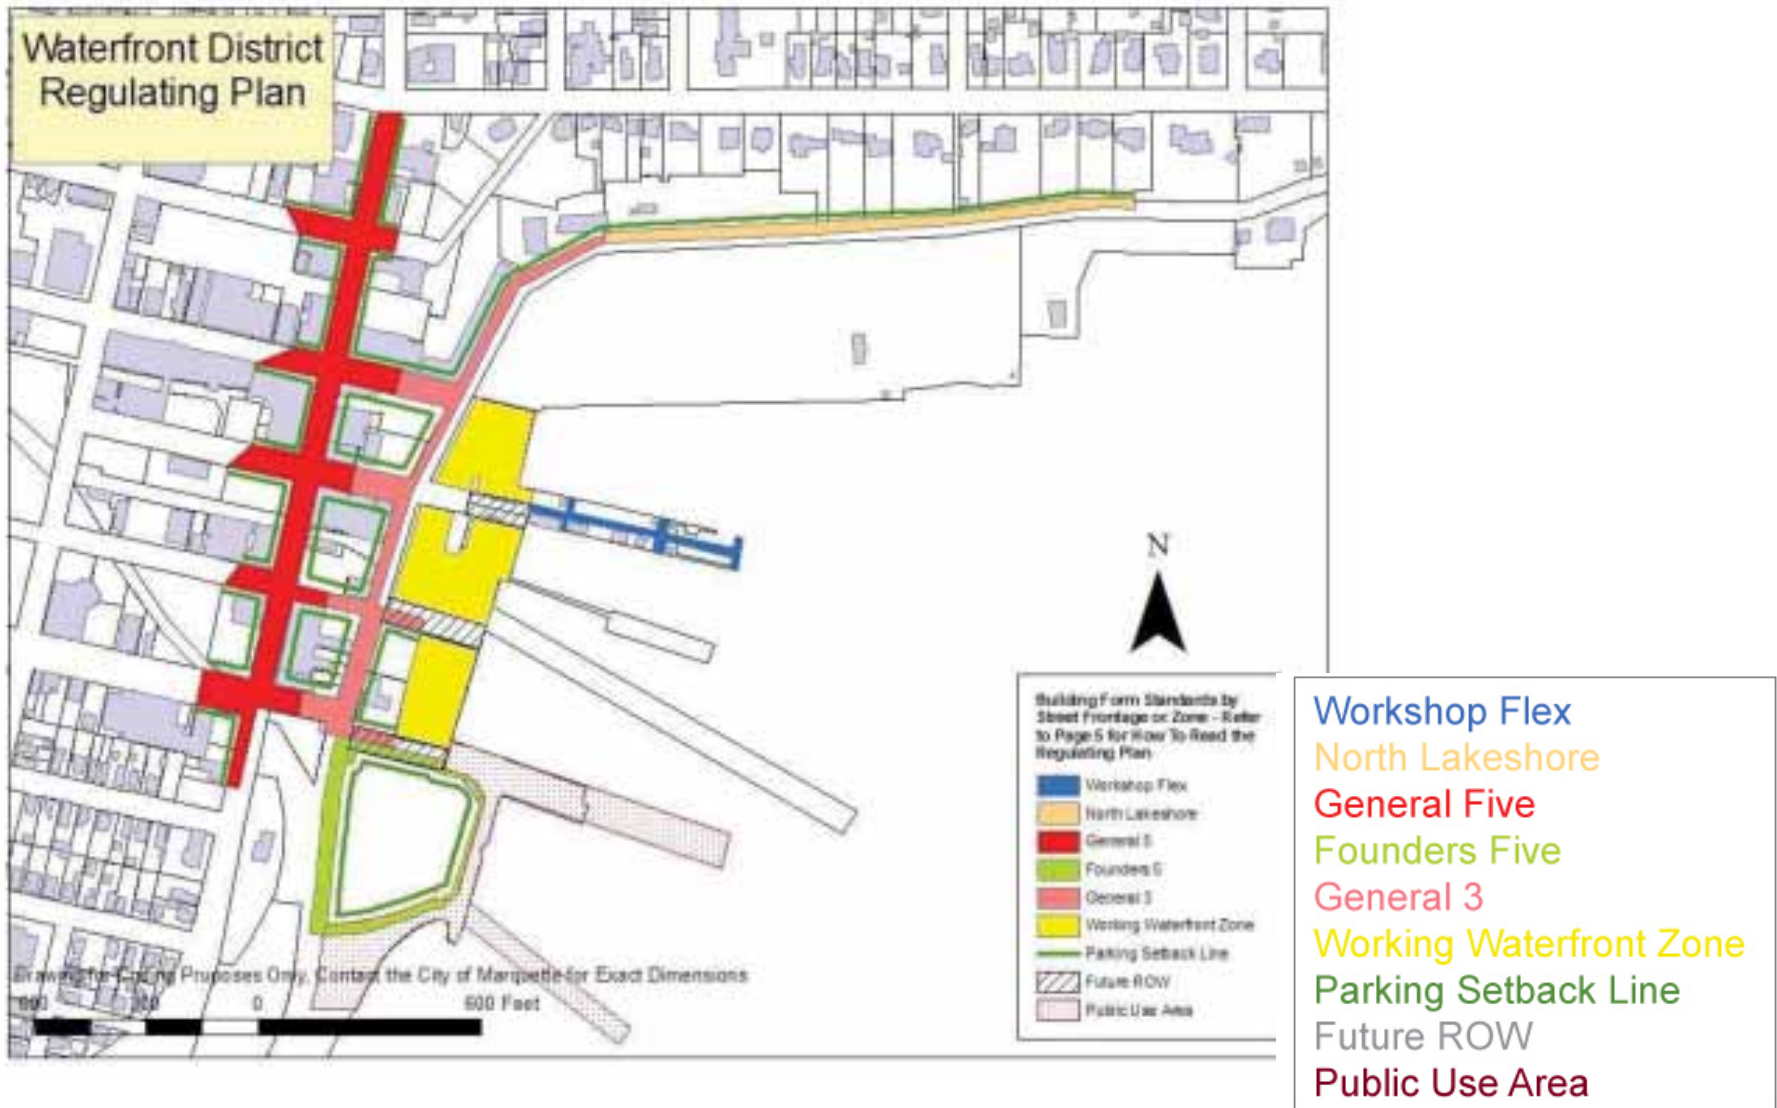 Waterfront District
Regulating Plan
N
Building Form Standards by
Street Frontage or Zone - Refer
to Page 5 for How To Read the
Regulating Plan
Workshop Flex
North Lakeshore
General 5
Founders 5
General 3
Working Waterfront Zone
Parking Setback Line
Future ROW
Public Use Area
Workshop Flex
North Lakeshore
General Five
Founders Five
General 3
Working Waterfront Zone
Parking Setback Line
Future ROW
Public Use Area
Drawing for Coding Pruposes Only. Contact the City of Marquette for Exact Dimensions
0 600 Feet